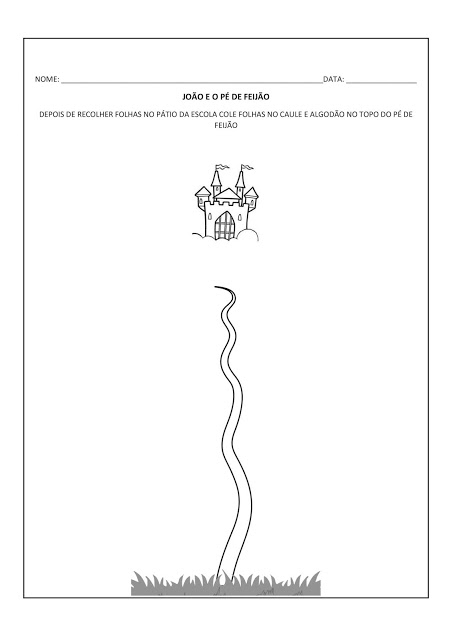 NOME: ________________________________________________________DATA: _______________
JOÃO E O PÉ DE FEIJÃO
DEPOIS DE RECOLHER FOLHAS NO PÁTIO DA ESCOLA COLE FOLHAS NO CAULE E ALGODÃO NO TOPO DO PÉ DE
FEIJÃO